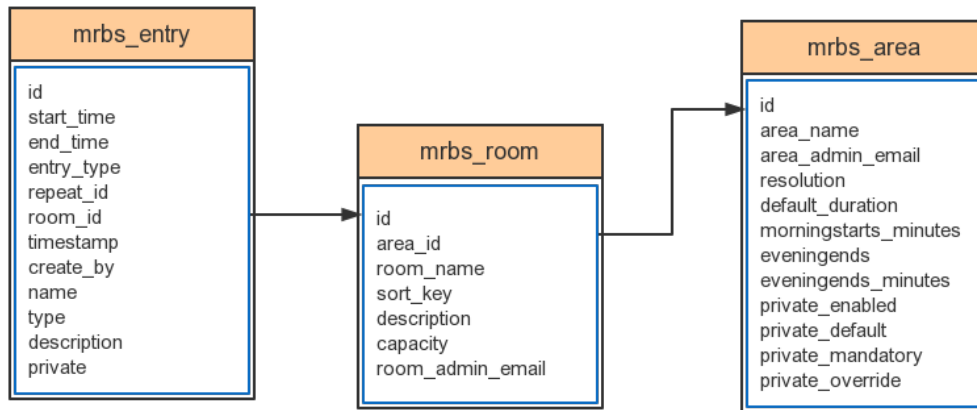 mrbs_entry
id
start_time
end_time
entry_type
repeat_id
room_id
timestamp
create_by
name
type
description
private
mrbs_room
id
area_id
room_name
sort_key
description
capacity
room_admin_email
mrbs_area
id
area_name
area_admin_email
resolution
default_duration
morningstarts_minutes
eveningends
eveningends_minutes
private_enabled
private_default
private_mandatory
private_override